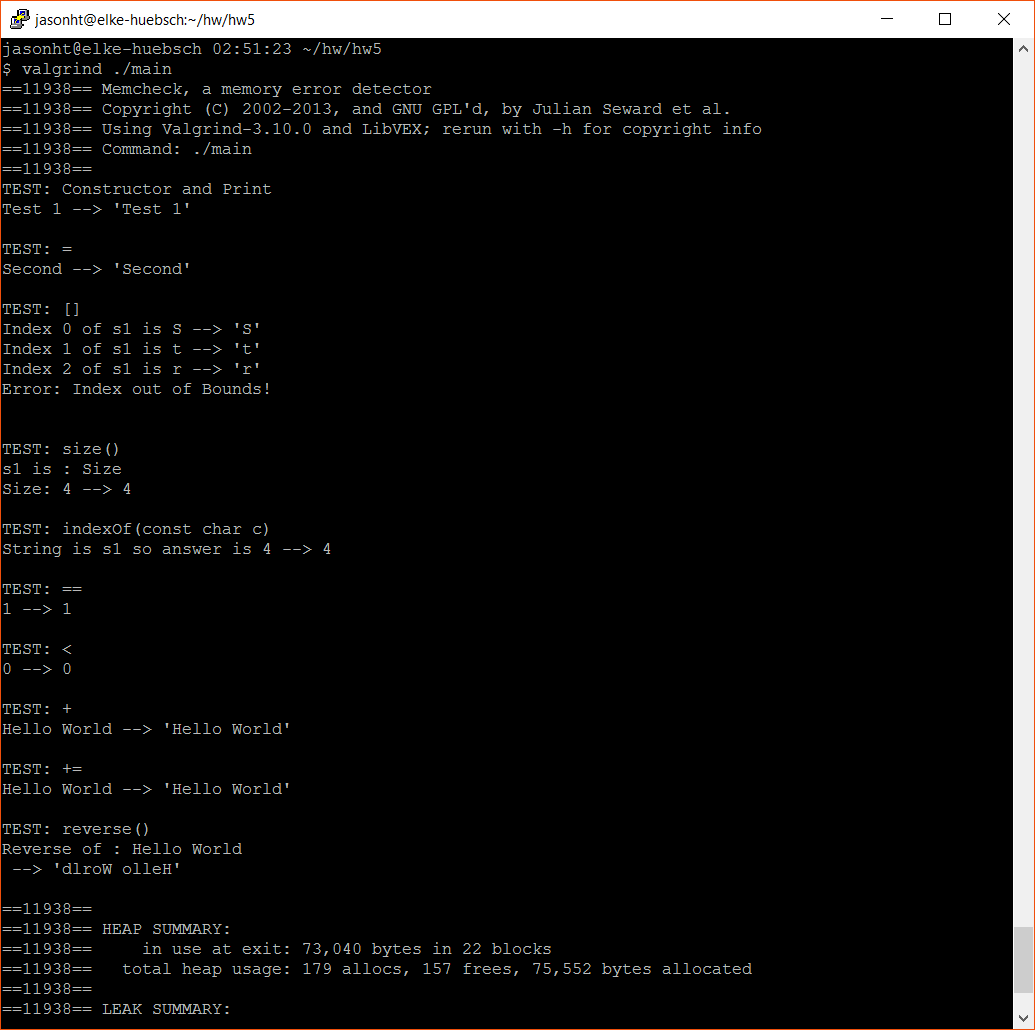 jasonht@elke-huebsch:~/hw/hw5
jasonht@elke-huebsch 02:51:23 ~/hw/hw5
$ valgrind ./main
==11938== Memcheck, a memory error detector
==11938== Copyright (C) 2002-2013, and GNU GPL'd, by Julian Seward et al.
==11938== Using Valgrind-3.10.0 and LibVEX; rerun with -h for copyright info
==11938== Command: ./main
==11938==
TEST: Constructor and Print
Test 1 --> 'Test 1'
TEST: =
Second --> 'Second'
TEST: []
Index 0 of s1 is S --> 'S'
Index 1 of s1 is t --> 't'
Index 2 of s1 is r --> 'r'
Error: Index out of Bounds!
TEST: size()
s1 is : Size
Size: 4 --> 4
TEST: indexOf(const char c)
String is s1 so answer is 4 --> 4
TEST: ==
1 --> 1
TEST: <
0 --> 0
TEST: +
Hello World --> 'Hello World'
TEST: +=
Hello World --> 'Hello World'
TEST: reverse()
Reverse of : Hello World
 --> 'dlroW olleH'
==11938==
==11938== HEAP SUMMARY:
==11938==     in use at exit: 73,040 bytes in 22 blocks
==11938==   total heap usage: 179 allocs, 157 frees, 75,552 bytes allocated
==11938==
==11938== LEAK SUMMARY: